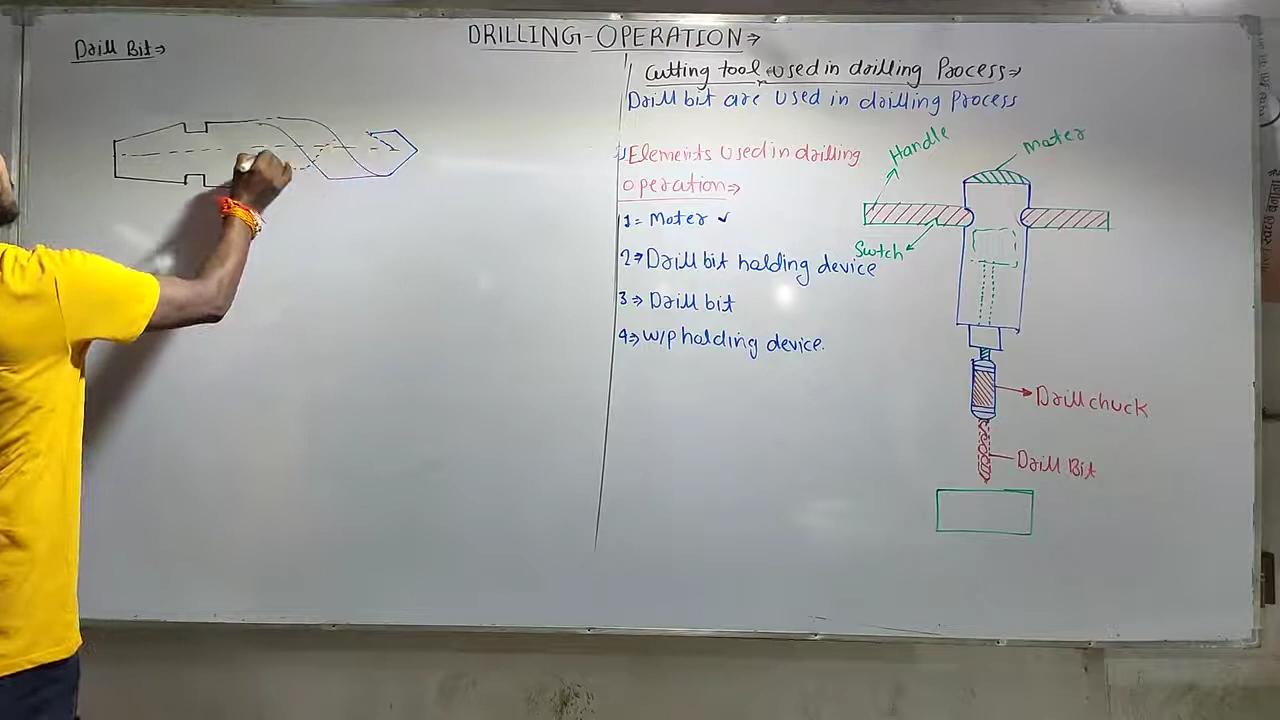 DRILLING-OPERATION⇒
Drill Bit⇒
Cutting tool used in drilling Process⇒
Drill bit are used in drilling Process
Elements Used in drilling
operation⇒
1= Moter ✓
2⇒ Drill bit holding device
3⇒ Drill bit
4⇒ w/p holding device.
Handle
Moter
Swtch
Drill chuck
Drill Bit